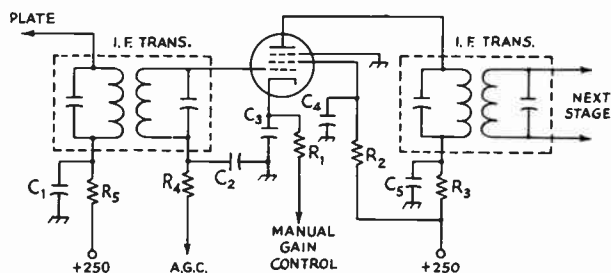 PLATE
I.F. TRANS.
I.F. TRANS.
C3
C4
NEXT
STAGE
C1
R5
R4
C2
R1
R2
C5
R3
+250
A.G.C.
MANUAL
GAIN
CONTROL
+250